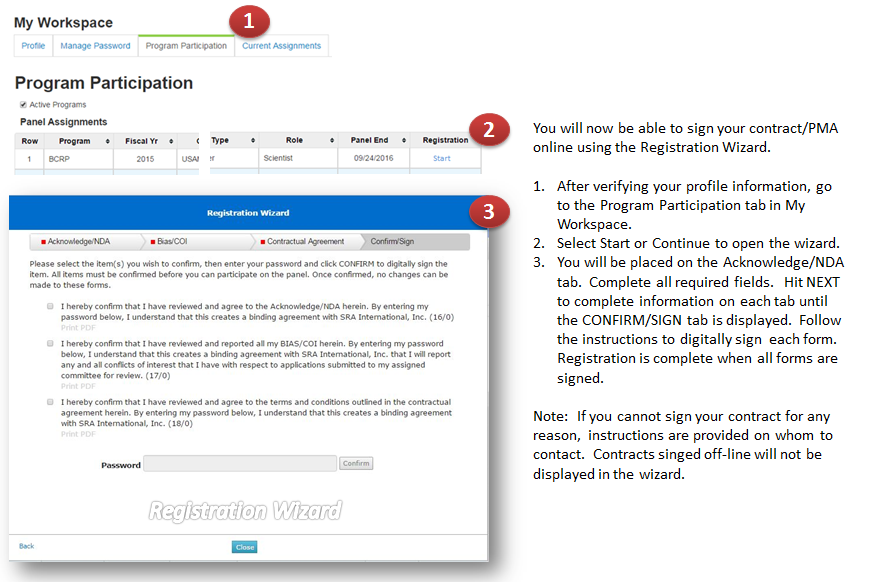 My Workspace
1
Profile Manage Password Program Participation Current Assignments
Program Participation
Active Programs
Panel Assignments
Row Program Fiscal Yr Type Role Panel End Registration
1 BCRP 2015 Scientist 09/24/2016 Start
2
3
Registration Wizard
Acknowledge/NDA Bias/COI Contractual Agreement Confirm/Sign
Please select the item(s) you wish to confirm, then enter your password and click CONFIRM to digitally sign the
item. All items must be confirmed before you can participate on the panel. Once confirmed, no changes can be
made to these forms.
I hereby confirm that I have reviewed and agree to the Acknowledge/NDA herein. By entering my
password below, I understand that this creates a binding agreement with SRA International, Inc. (16/0)
Print PDF
I hereby confirm that I have reviewed and reported all my BIAS/COI herein. By entering my password
below, I understand that this creates a binding agreement with SRA International, Inc. that I will report
any and all conflicts of interest that I have with respect to applications submitted to my assigned
committee for review. (17/0)
Print PDF
I hereby confirm that I have reviewed and agree to the terms and conditions outlined in the contractual
agreement herein. By entering my password below, I understand that this creates a binding agreement
with SRA International, Inc. (18/0)
Print PDF
Password Confirm
Registration Wizard
Back Close
You will now be able to sign your contract/PMA
online using the Registration Wizard.
1. After verifying your profile information, go
to the Program Participation tab in My
Workspace.
2. Select Start or Continue to open the wizard.
3. You will be placed on the Acknowledge/NDA
tab. Complete all required fields. Hit NEXT
to complete information on each tab until
the CONFIRM/SIGN tab is displayed. Follow
the instructions to digitally sign each form.
Registration is complete when all forms are
signed.
Note: If you cannot sign your contract for any
reason, instructions are provided on whom to
contact. Contracts singed off-line will not be
displayed in the wizard.